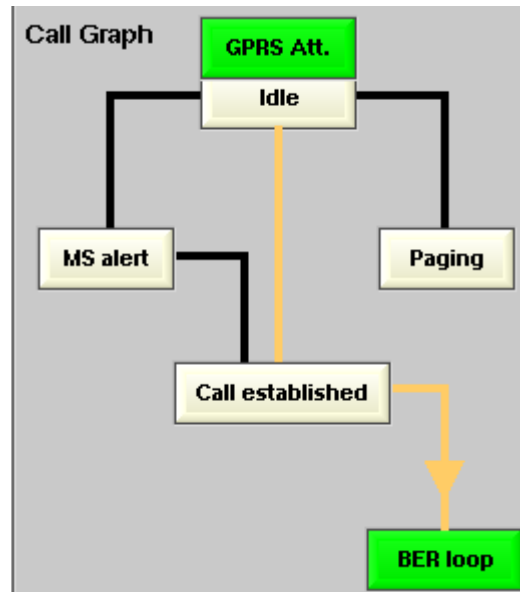 Call Graph
GPRS Att.
Idle
MS alert
Paging
Call established
BER loop